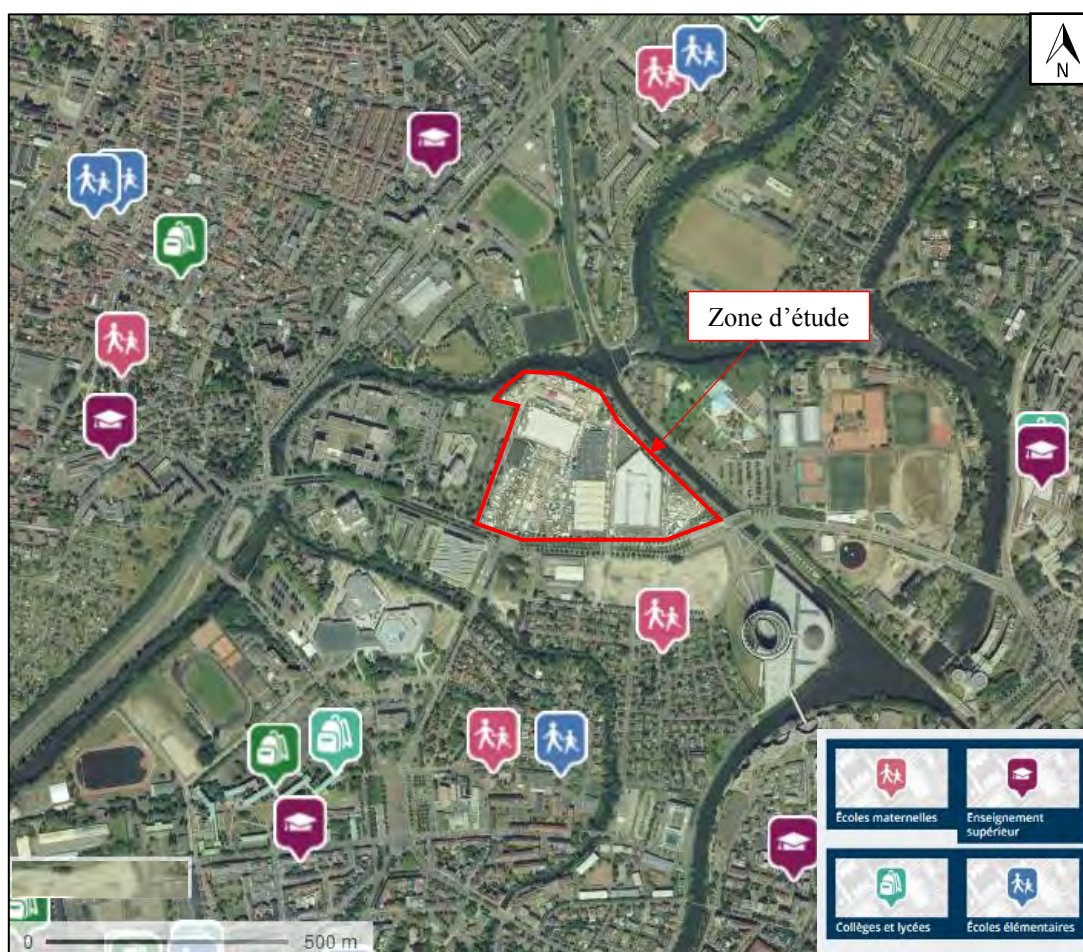 N
Zone d’étude
Écoles maternelles
Enseignement
supérieur
Collèges et lycées
Écoles élémentaires
0
500 m